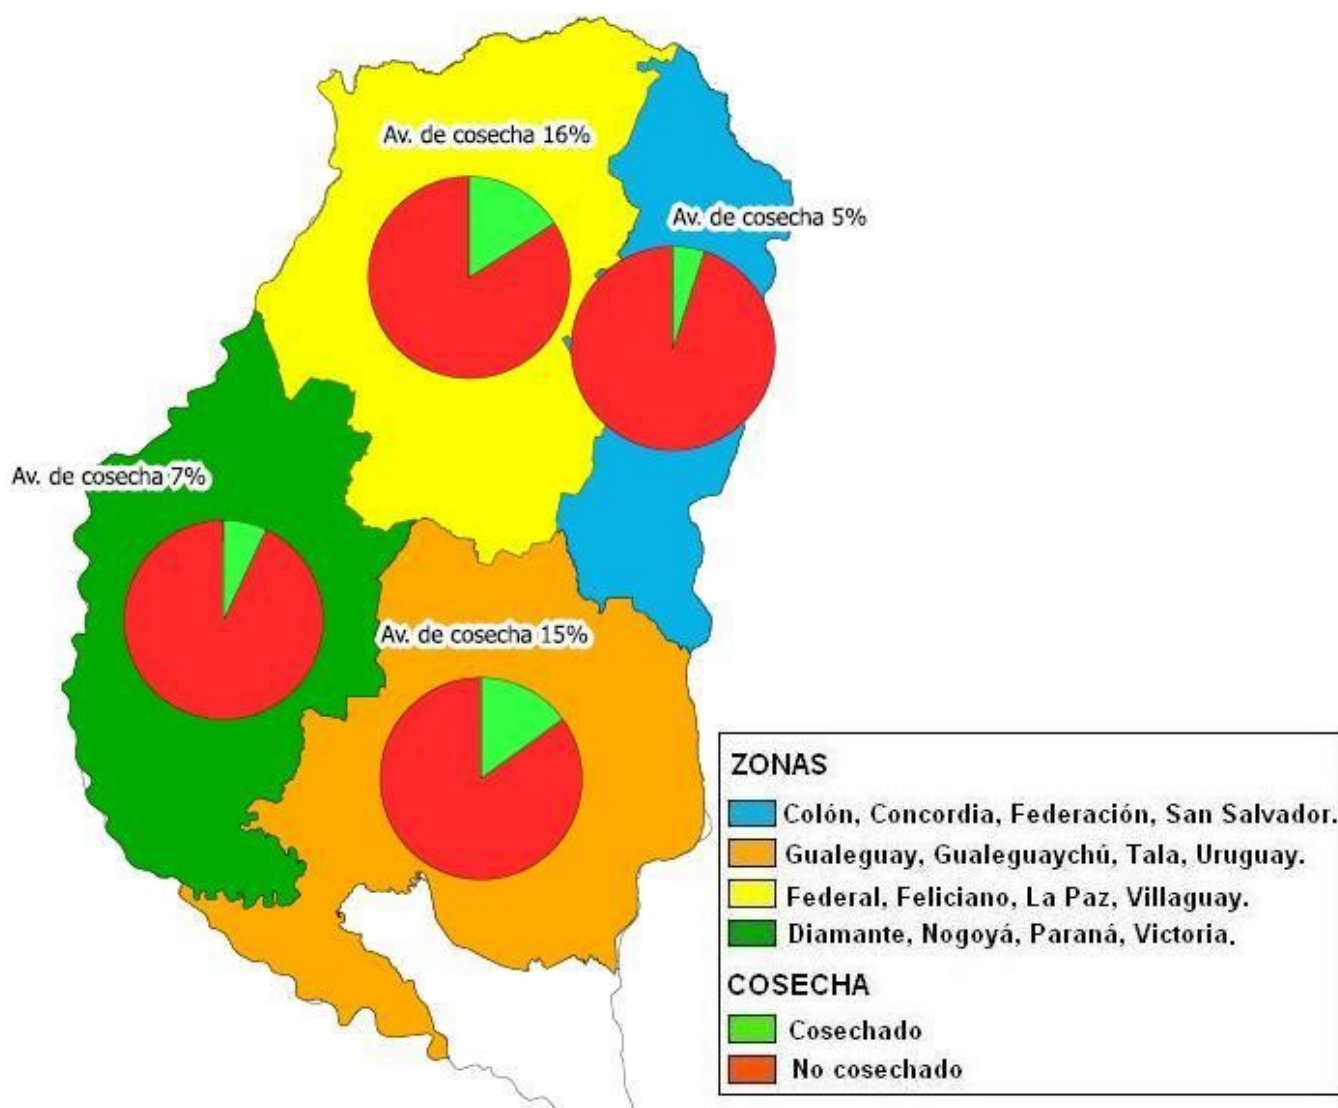 Av. de cosecha 16%
Av. de cosecha 5%
Av. de cosecha 7%
Av. de cosecha 15%
ZONAS
Colón, Concordia, Federación, San Salvador.
Gualeguay, Gualeguaychú, Tala, Uruguay.
Federal, Feliciano, La Paz, Villaguay.
Diamante, Nogoyá, Paraná, Victoria.
COSECHA
Cosechado
No cosechado